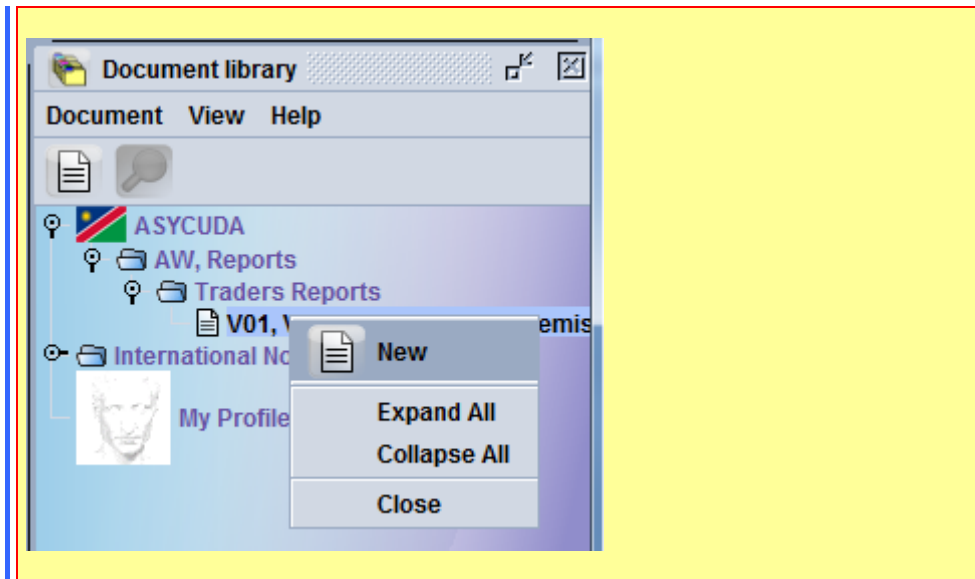 Document library
Document View Help
ASYCUDA
AW, Reports
Traders Reports
V01,
New
International
Expand All
My Profile
Collapse All
Close